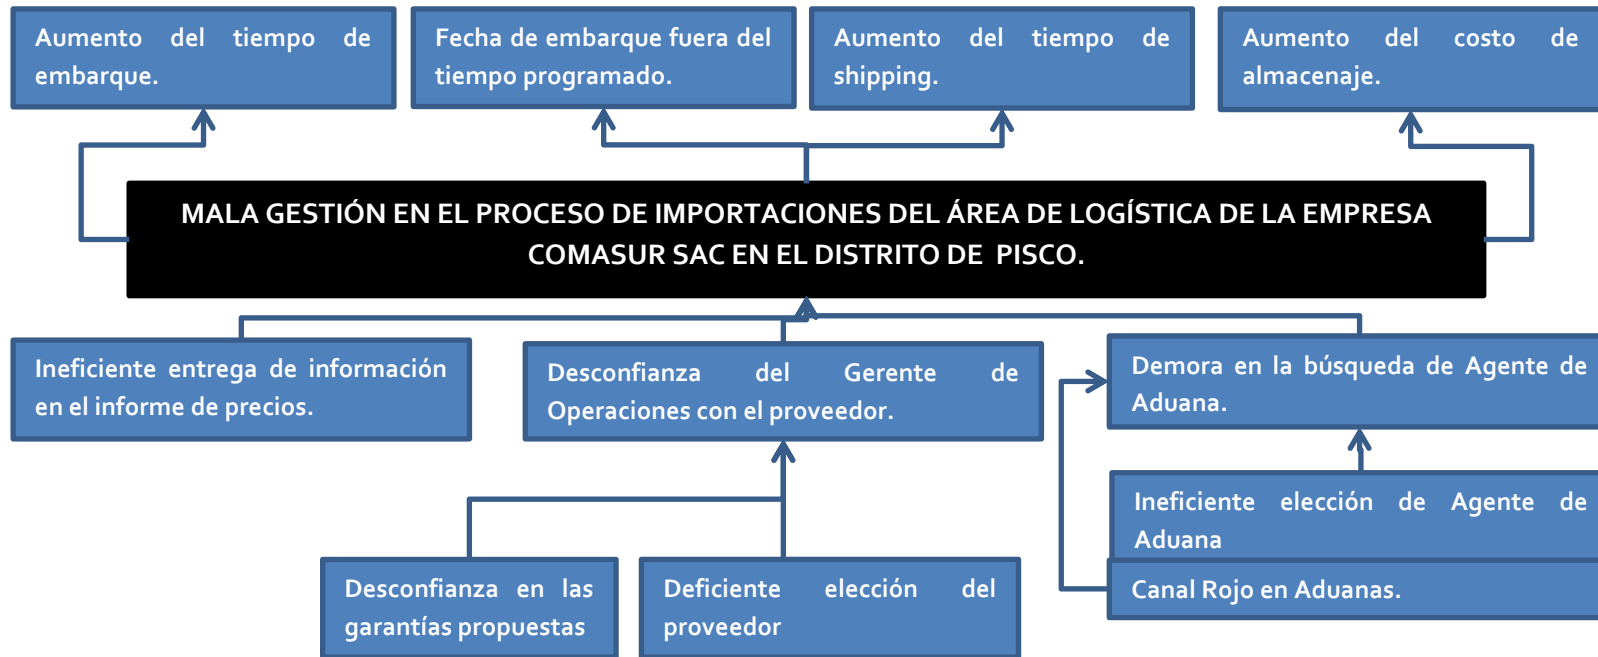 Aumento del tiempo de
embarque.
Fecha de embarque fuera del
tiempo programado.
Aumento del tiempo de
shipping.
Aumento del costo de
almacenaje.
MALA GESTIÓN EN EL PROCESO DE IMPORTACIONES DEL ÁREA DE LOGÍSTICA DE LA EMPRESA
COMASUR SAC EN EL DISTRITO DE PISCO.
Ineficiente entrega de información
en el informe de precios.
Desconfianza del Gerente de
Operaciones con el proveedor.
Demora en la búsqueda de Agente de
Aduana.
Ineficiente elección de Agente de
Aduana
Canal Rojo en Aduanas.
Desconfianza en las
garantías propuestas
Deficiente elección del
proveedor